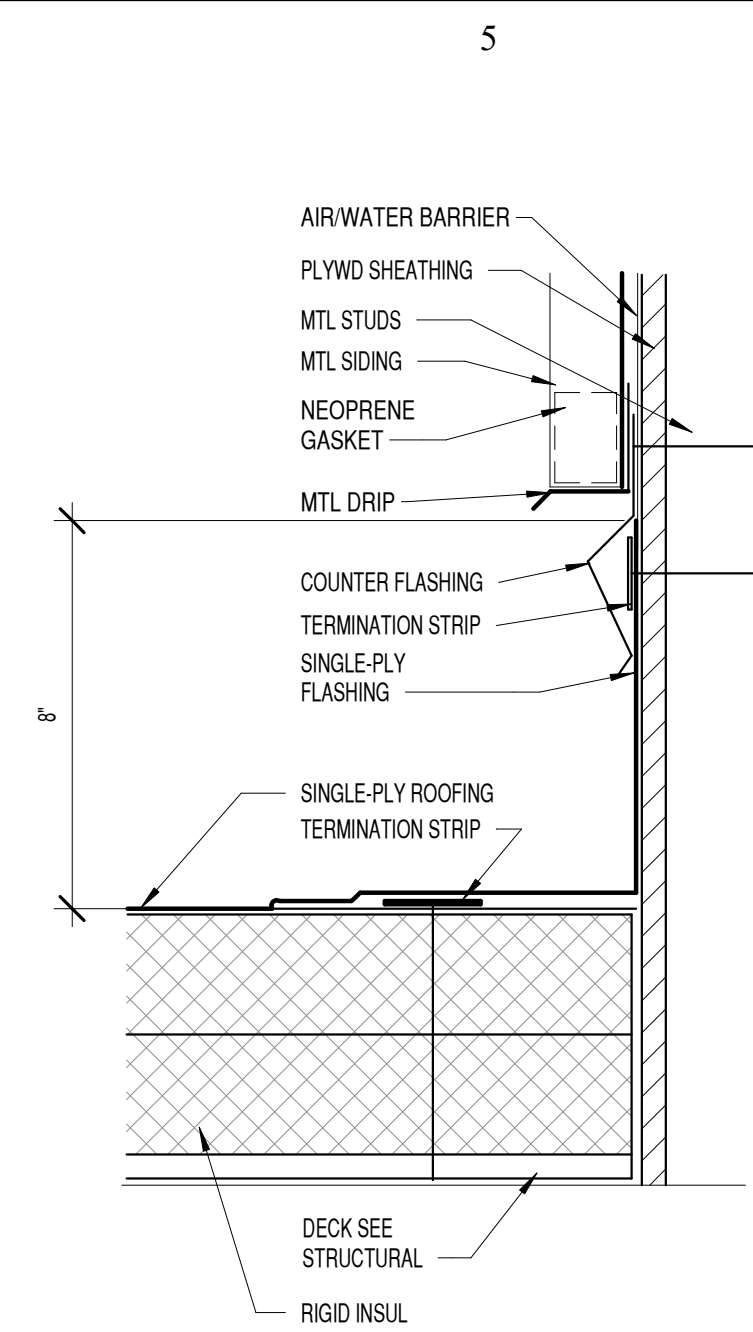 5
AIR/WATER BARRIER
PLYWD SHEATHING
MTL STUDS
MTL SIDING
NEOPRENE
GASKET
MTL DRIP
COUNTER FLASHING
TERMINATION STRIP
SINGLE-PLY
FLASHING
8"
SINGLE-PLY ROOFING
TERMINATION STRIP
DECK SEE
STRUCTURAL
RIGID INSUL